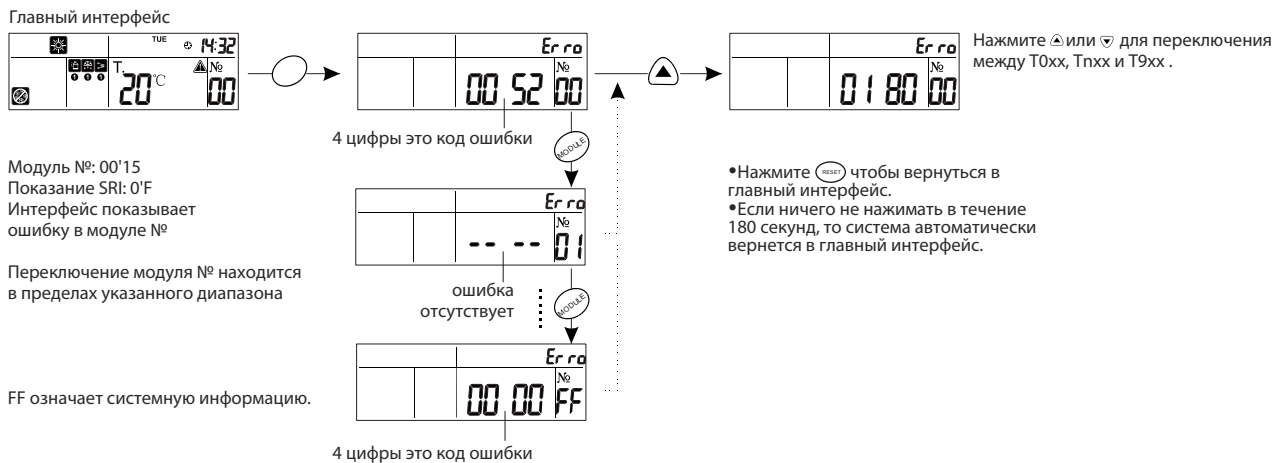 Главный интерфейс
TUE 14:32
T. 20°C № 00
Erro
№
00 52 00
4 цифры это код ошибки
MODULE
Erro
№
01 80 00
Нажмите или для переключения
между T0xx, Tnxx и T9xx .
Модуль №: 00'15
Показание SRI: 0'F
Интерфейс показывает
ошибку в модуле №
Переключение модуля № находится
в пределах указанного диапазона
Erro
№
-- -- 01
ошибка
отсутствует
MODULE
•Нажмите RESET чтобы вернуться в
главный интерфейс.
•Если ничего не нажимать в течение
180 секунд, то система автоматически
вернется в главный интерфейс.
FF означает системную информацию.
Erro
№
00 00 FF
4 цифры это код ошибки